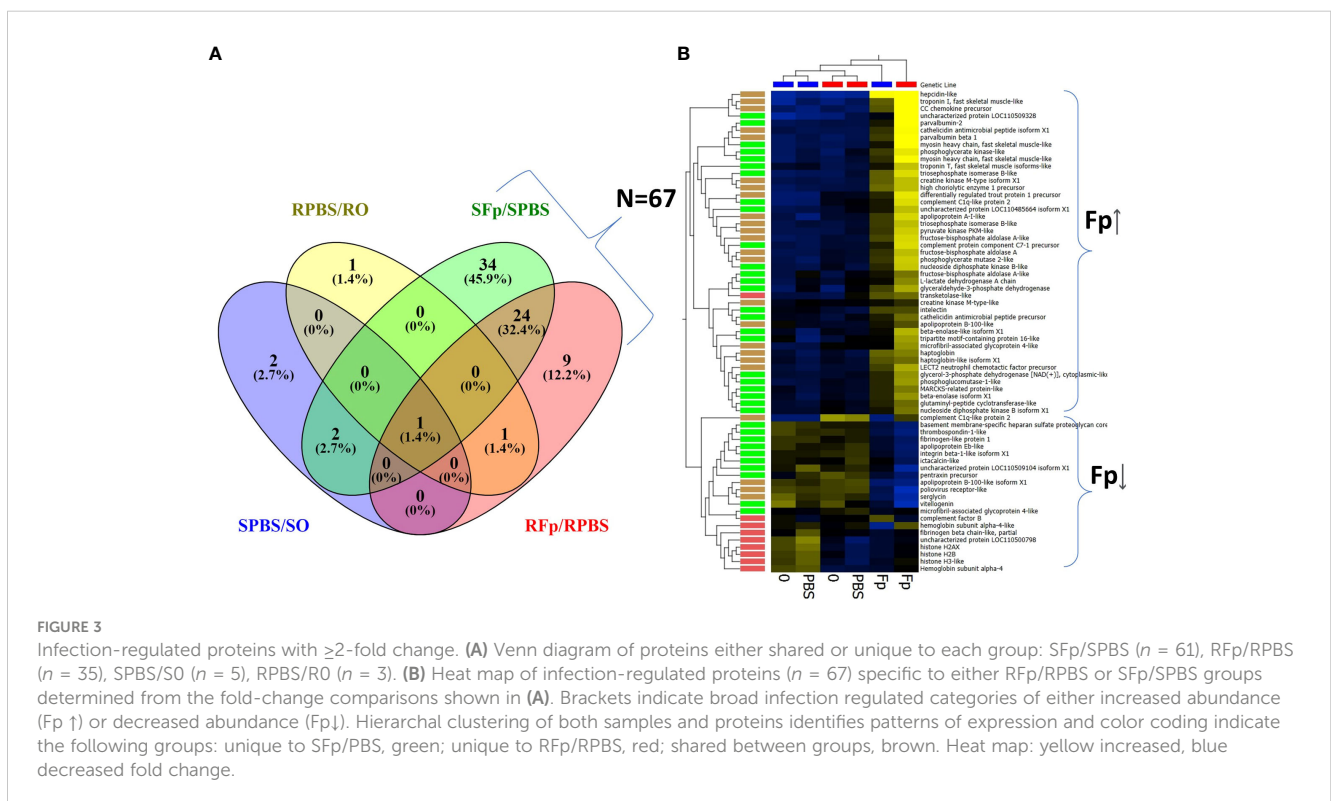 A
RPBS/RO
SFp/SPBS
N=67
1
(1.4%)
34
(45.9%)
0
(0%)
0
(0%)
24
(32.4%)
2
(2.7%)
0
(0%)
0
(0%)
9
(12.2%)
2
(2.7%)
1
(1.4%)
1
(1.4%)
0
(0%)
0
(0%)
0
(0%)
SPBS/SO
RFp/RPBS
B
Genetic Line
hepcidin-like
troponin I, fast skeletal muscle-like
CC chemokine precursor
uncharacterized protein LOC110509328
parvalbumin-2
cathelicidin antimicrobial peptide isoform X1
parvalbumin beta 1
myosin heavy chain, fast skeletal muscle-like
phosphoglycerate kinase-like
myosin heavy chain, fast skeletal muscle-like
troponin T, fast skeletal muscle isoforms-like
triosephosphate isomerase B-like
creatine kinase M-type isoform X1
high choriolytic enzyme 1 precursor
differentially regulated trout protein 1 precursor
complement C1q-like protein 2
uncharacterized protein LOC110485664 isoform X1
apolipoprotein A-I-like
triosephosphate isomerase B-like
pyruvate kinase PKM-like
fructose-bisphosphate aldolase A-like
complement protein component C7-1 precursor
fructose-bisphosphate aldolase A
phosphoglycerate mutase 2-like
nucleoside diphosphate kinase B-like
fructose-bisphosphate aldolase A-like
L-lactate dehydrogenase A chain
glyceraldehyde-3-phosphate dehydrogenase
transketolase-like
creatine kinase M-type-like
intelectin
cathelicidin antimicrobial peptide precursor
apolipoprotein B-100-like
beta-enolase-like isoform X1
tripartite motif-containing protein 16-like
microfibril-associated glycoprotein 4-like
haptoglobin
haptoglobin-like isoform X1
LECT2 neutrophil chemotactic factor precursor
glycerol-3-phosphate dehydrogenase [NAD(+)], cytoplasmic-like
phosphoglucomutase-1-like
MARCKS-related protein-like
beta-enolase isoform X1
glutaminyl-peptide cyclotransferase-like
nucleoside diphosphate kinase B isoform X1
complement C1q-like protein 2
basement membrane-specific heparan sulfate proteoglycan core
thrombospondin-1-like
fibrinogen-like protein 1
apolipoprotein Eb-like
integrin beta-1-like isoform X1
ictacalcin-like
uncharacterized protein LOC110509104 isoform X1
pentraxin precursor
apolipoprotein B-100-like isoform X1
poliovirus receptor-like
serglycin
vitellogenin
microfibril-associated glycoprotein 4-like
complement factor B
hemoglobin subunit alpha-4-like
fibrinogen beta chain-like, partial
uncharacterized protein LOC110500798
histone H2AX
histone H2B
histone H3-like
Hemoglobin subunit alpha-4
Fp↑
Fp↓
0 PBS 0 PBS Fp Fp
FIGURE 3
Infection-regulated proteins with ≥2-fold change. (A) Venn diagram of proteins either shared or unique to each group: SFp/SPBS (n = 61), RFp/RPBS
(n = 35), SPBS/S0 (n = 5), RPBS/R0 (n = 3). (B) Heat map of infection-regulated proteins (n = 67) specific to either RFp/RPBS or SFp/SPBS groups
determined from the fold-change comparisons shown in (A). Brackets indicate broad infection regulated categories of either increased abundance
(Fp ↑) or decreased abundance (Fp↓). Hierarchal clustering of both samples and proteins identifies patterns of expression and color coding indicate
the following groups: unique to SFp/PBS, green; unique to RFp/RPBS, red; shared between groups, brown. Heat map: yellow increased, blue
decreased fold change.